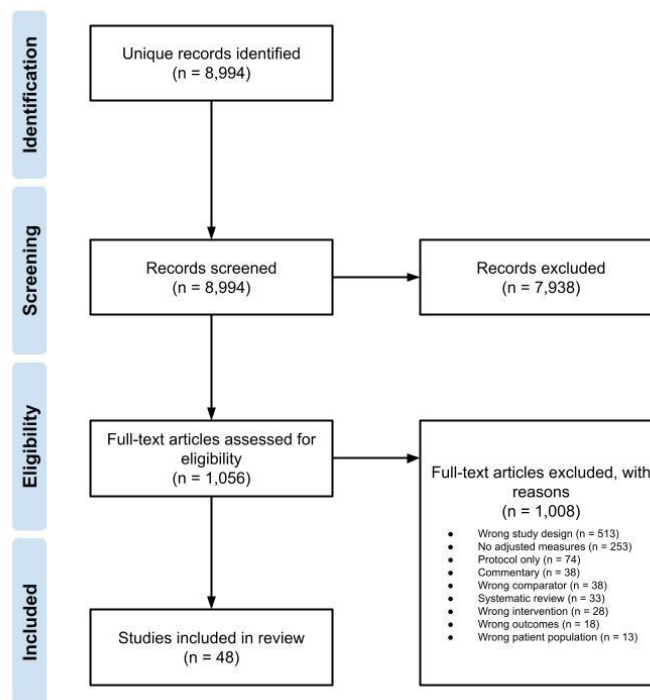 Identification
Unique records identified
(n = 8,994)
Screening
Records screened
(n = 8,994)
Records excluded
(n = 7,938)
Eligibility
Full-text articles assessed for
eligibility
(n = 1,056)
Full-text articles excluded, with
reasons
(n = 1,008)
● Wrong study design (n = 513)
● No adjusted measures (n = 253)
● Protocol only (n = 74)
● Commentary (n = 38)
● Wrong comparator (n = 38)
● Systematic review (n = 33)
● Wrong intervention (n = 28)
● Wrong outcomes (n = 18)
● Wrong patient population (n = 13)
Included
Studies included in review
(n = 48)